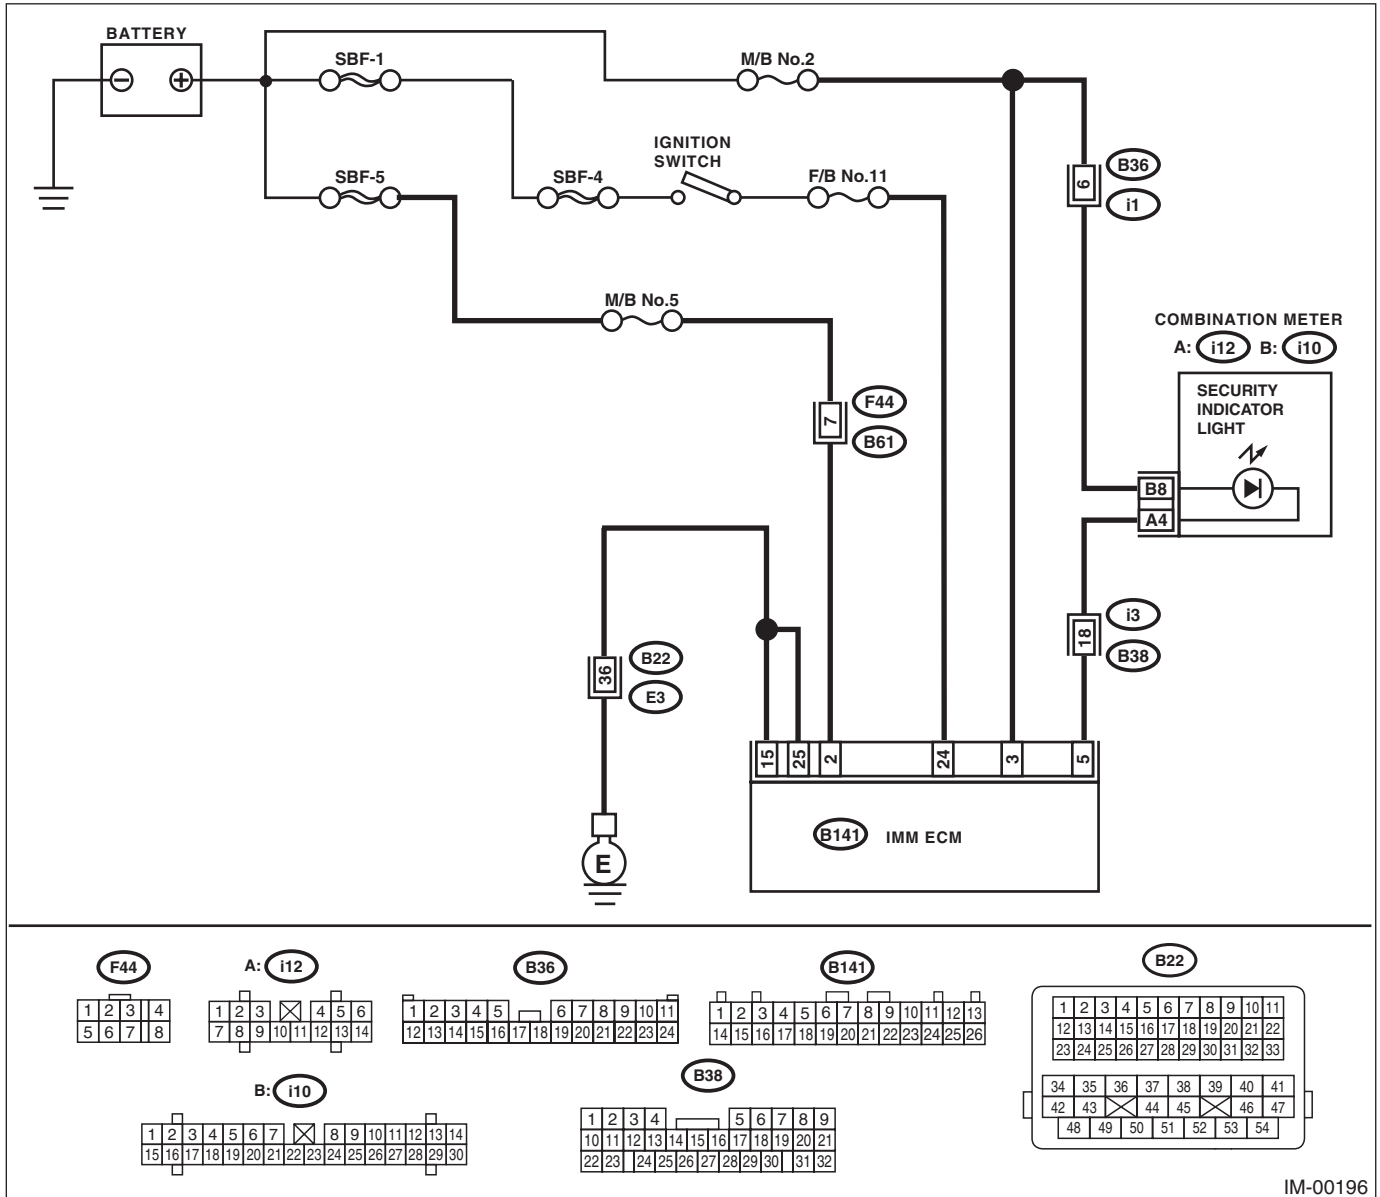 BATTERY
SBF-1
M/B No.2
IGNITION
SWITCH
SBF-5
SBF-4
F/B No.11
B36
6
i1
M/B No.5
COMBINATION METER
A: i12 B: i10
SECURITY
INDICATOR
LIGHT
F44
7
B61
B8
A4
i3
18
B38
B22
36
E3
15 25 2 24 3 5
B141 IMM ECM
E
F44
1 2 3 4
5 6 7 8
A: i12
1 2 3 4 5 6
7 8 9 10 11 12 13 14
B36
1 2 3 4 5 6 7 8 9 10 11
12 13 14 15 16 17 18 19 20 21 22 23 24
B141
1 2 3 4 5 6 7 8 9 10 11 12 13
14 15 16 17 18 19 20 21 22 23 24 25 26
B22
1 2 3 4 5 6 7 8 9 10 11
12 13 14 15 16 17 18 19 20 21 22
23 24 25 26 27 28 29 30 31 32 33
34 35 36 37 38 39 40 41
42 43 44 45 46 47
48 49 50 51 52 53 54
B: i10
1 2 3 4 5 6 7 8 9 10 11 12 13 14
15 16 17 18 19 20 21 22 23 24 25 26 27 28 29 30
B38
1 2 3 4 5 6 7 8 9
10 11 12 13 14 15 16 17 18 19 20 21
22 23 24 25 26 27 28 29 30 31 32
IM-00196